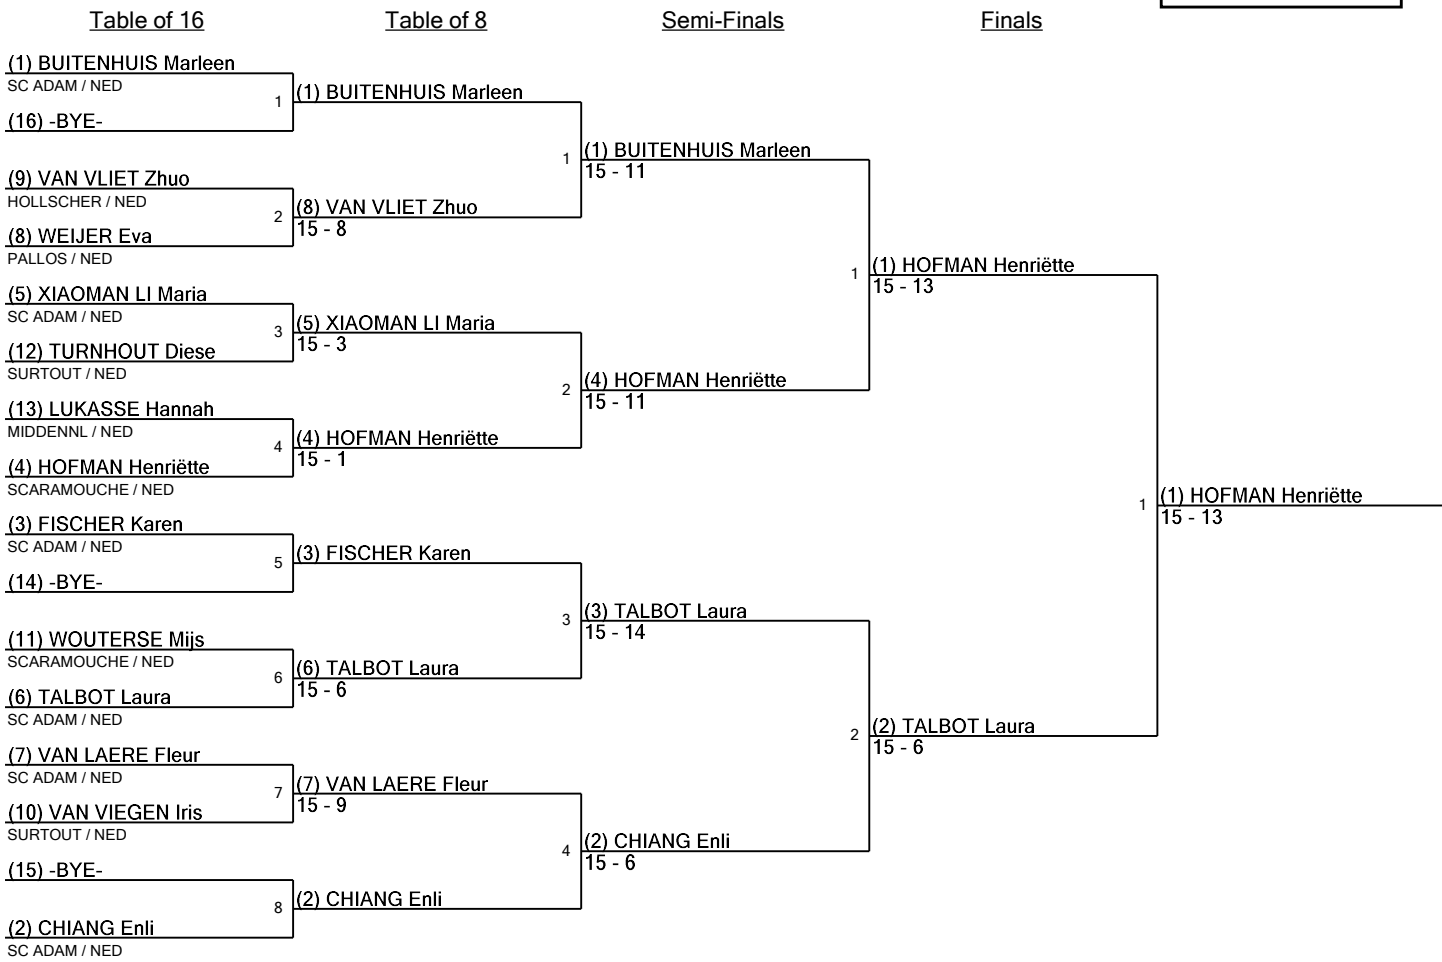 Table of 16
Table of 8
Semi-Finals
Finals
(1) BUITENHUIS Marleen
SC ADAM / NED
1
(16) -BYE-
(9) VAN VLIET Zhuo
HOLLSCHER / NED
2
(8) WEIJER Eva
PALLOS / NED
(5) XIAOMAN LI Maria
SC ADAM / NED
3
(12) TURNHOUT Diese
SURTOUT / NED
(13) LUKASSE Hannah
MIDDENNL / NED
4
(4) HOFMAN Henriëtte
SCARAMOUCHE / NED
(3) FISCHER Karen
SC ADAM / NED
5
(14) -BYE-
(11) WOUTERSE Mijs
SCARAMOUCHE / NED
6
(6) TALBOT Laura
SC ADAM / NED
(7) VAN LAERE Fleur
SC ADAM / NED
7
(10) VAN VIEGEN Iris
SURTOUT / NED
(15) -BYE-
8
(2) CHIANG Enli
SC ADAM / NED
(1) BUITENHUIS Marleen
1
(8) VAN VLIET Zhuo
15 - 8
(5) XIAOMAN LI Maria
15 - 3
2
(4) HOFMAN Henriëtte
15 - 1
(3) FISCHER Karen
3
(6) TALBOT Laura
15 - 6
(7) VAN LAERE Fleur
15 - 9
4
(2) CHIANG Enli
(1) BUITENHUIS Marleen
15 - 11
1
(4) HOFMAN Henriëtte
15 - 11
(3) TALBOT Laura
15 - 14
2
(2) CHIANG Enli
15 - 6
(1) HOFMAN Henriëtte
15 - 13
1
(2) TALBOT Laura
15 - 6
(1) HOFMAN Henriëtte
15 - 13